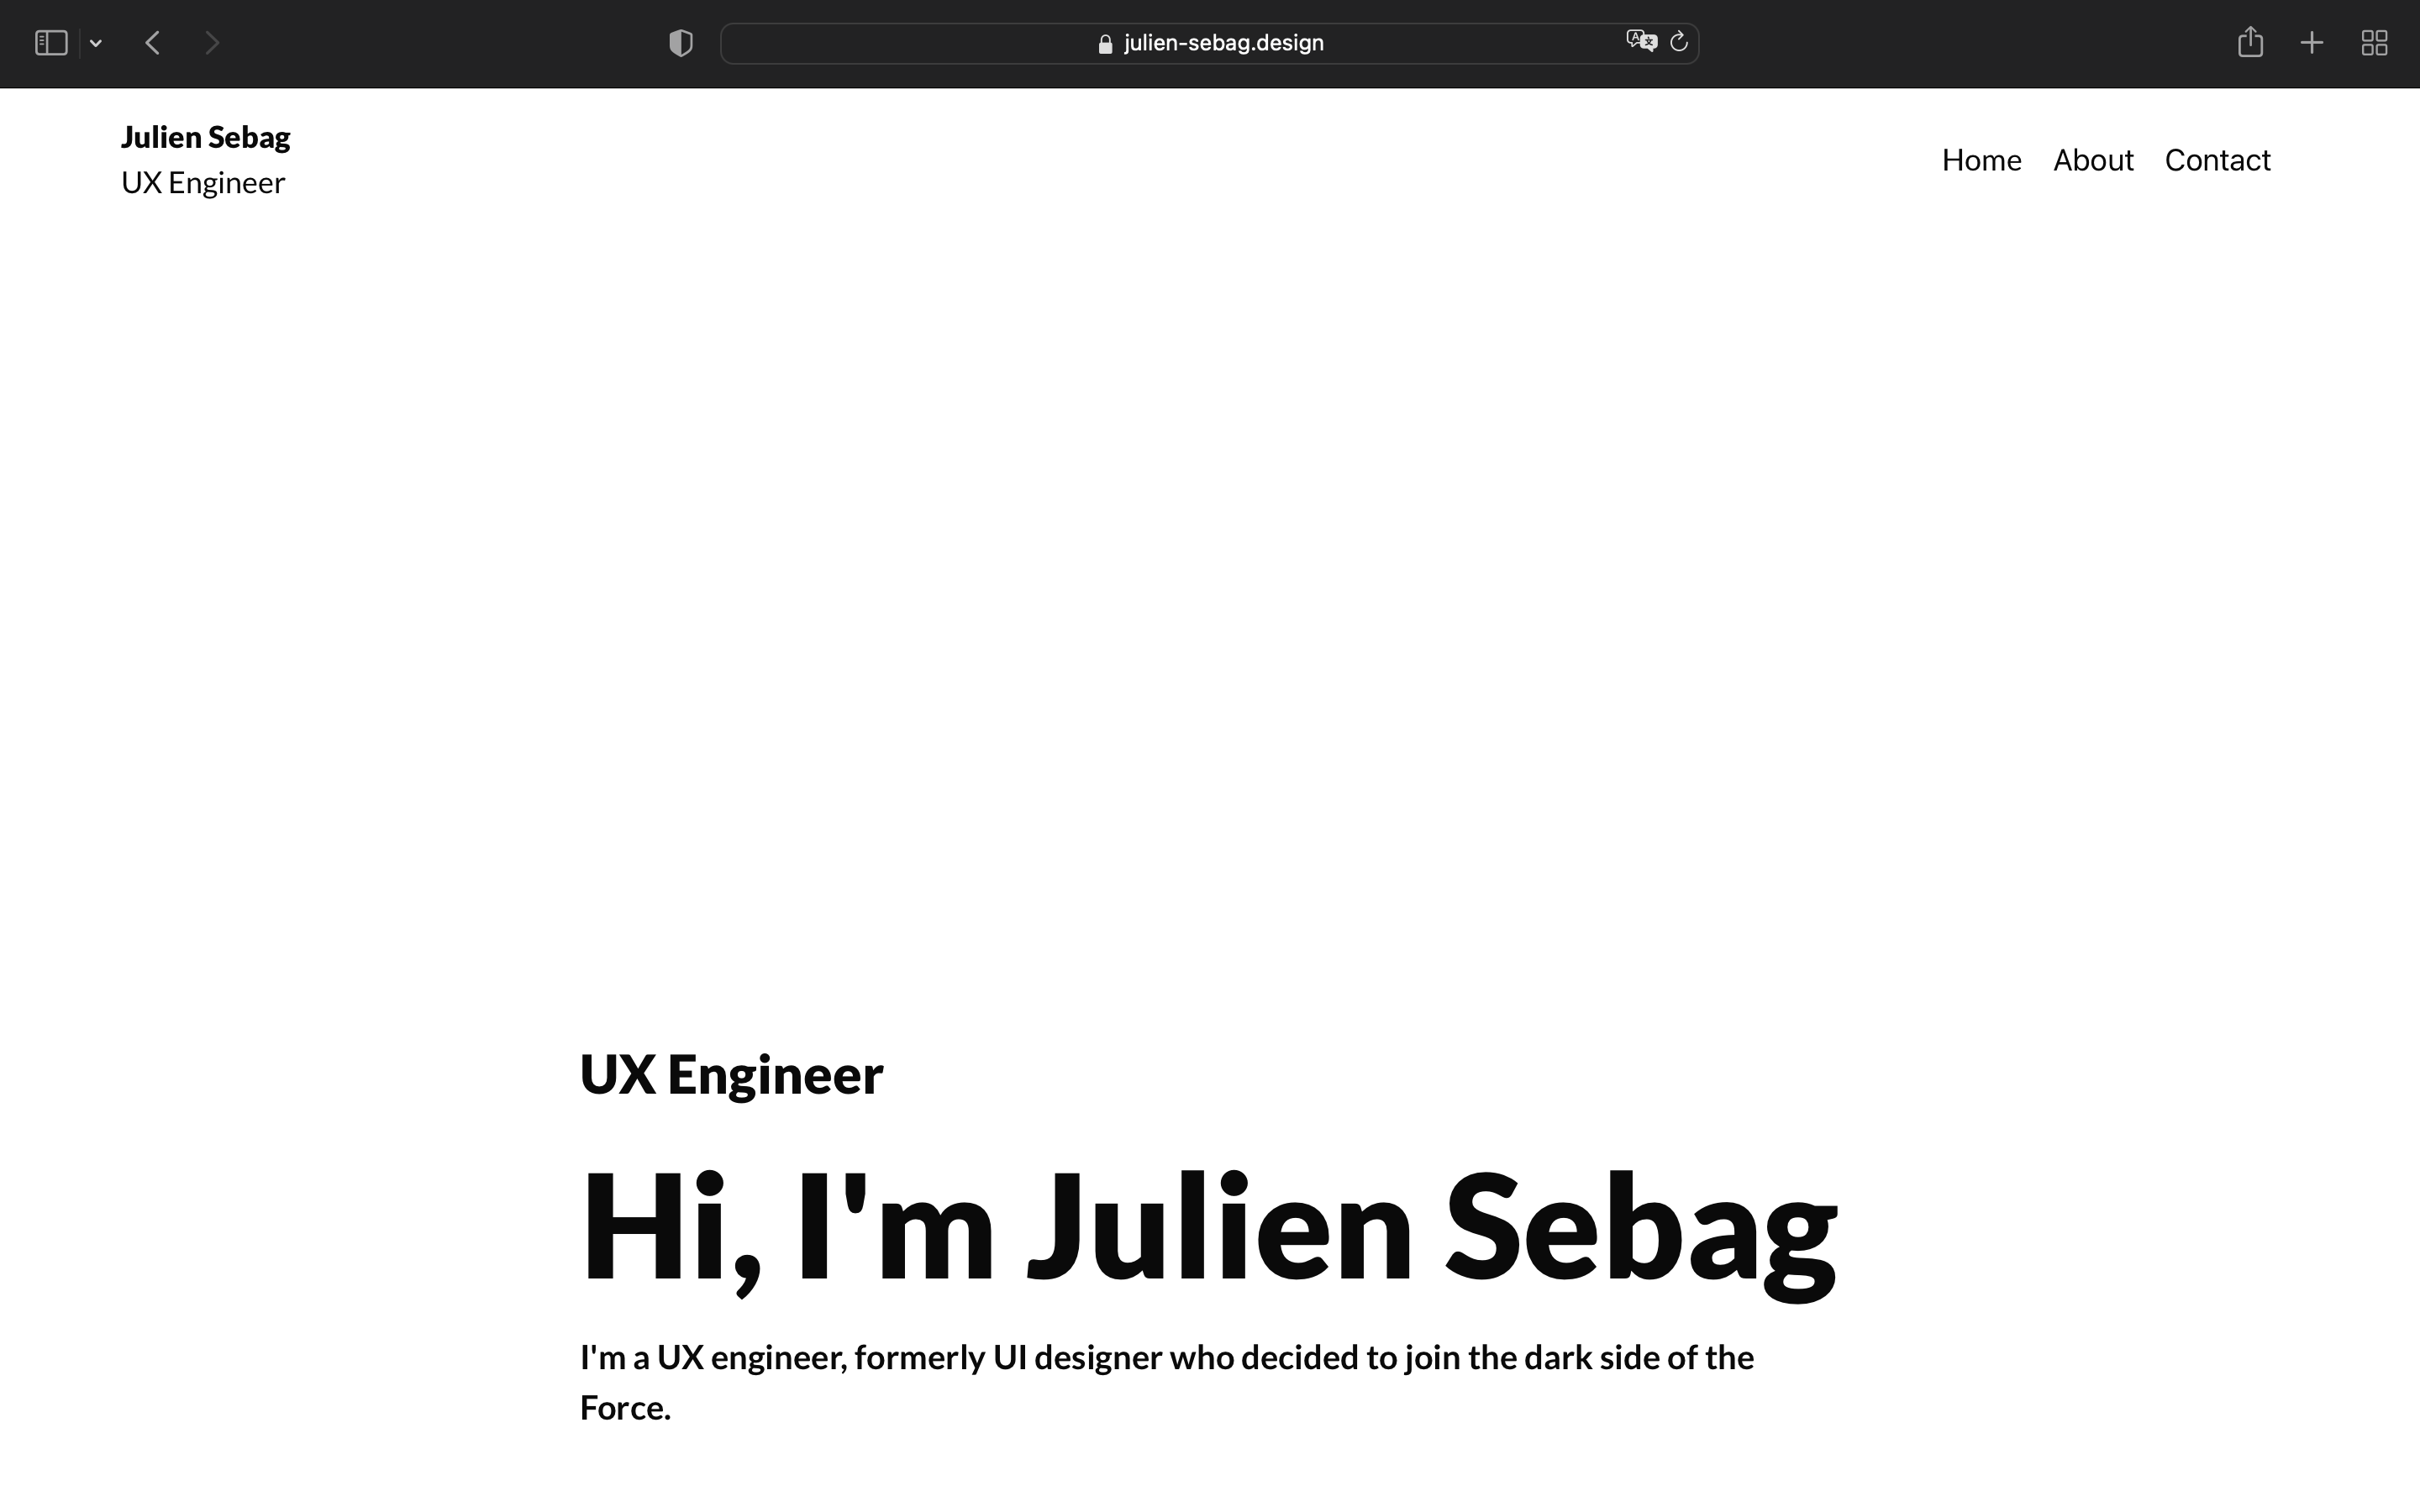 julien-sebag.design
Julien Sebag
UX Engineer
Home About Contact
UX Engineer
Hi, I'm Julien Sebag
I'm a UX engineer, formerly UI designer who decided to join the dark side of the
Force.